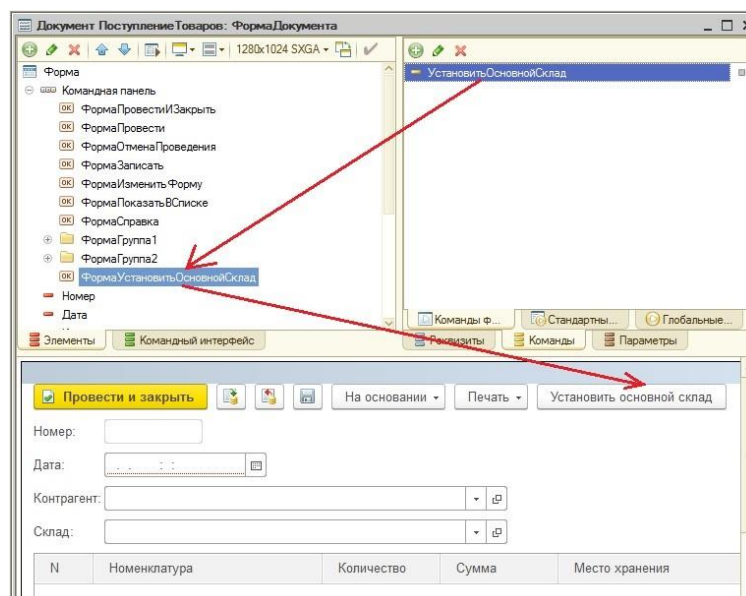 Документ ПоступлениеТоваров: ФормаДокумента
1280x1024 SXGA
Форма
Командная панель
ФормаПровестиИЗакрыть
ФормаПровести
ФормаОтменаПроведения
ФормаЗаписать
ФормаИзменитьФорму
ФормаПоказатьВСписке
ФормаСправка
ФормаГруппа1
ФормаГруппа2
ФормаУстановитьОсновнойСклад
Номер
Дата
Элементы Командный интерфейс
УстановитьОсновнойСклад
Команды ф... Стандартны... Глобальные...
Реквизиты Команды Параметры
Провести и закрыть На основании Печать Установить основной склад
Номер:
Дата: . . : :
Контрагент:
Склад:
N Номенклатура Количество Сумма Место хранения